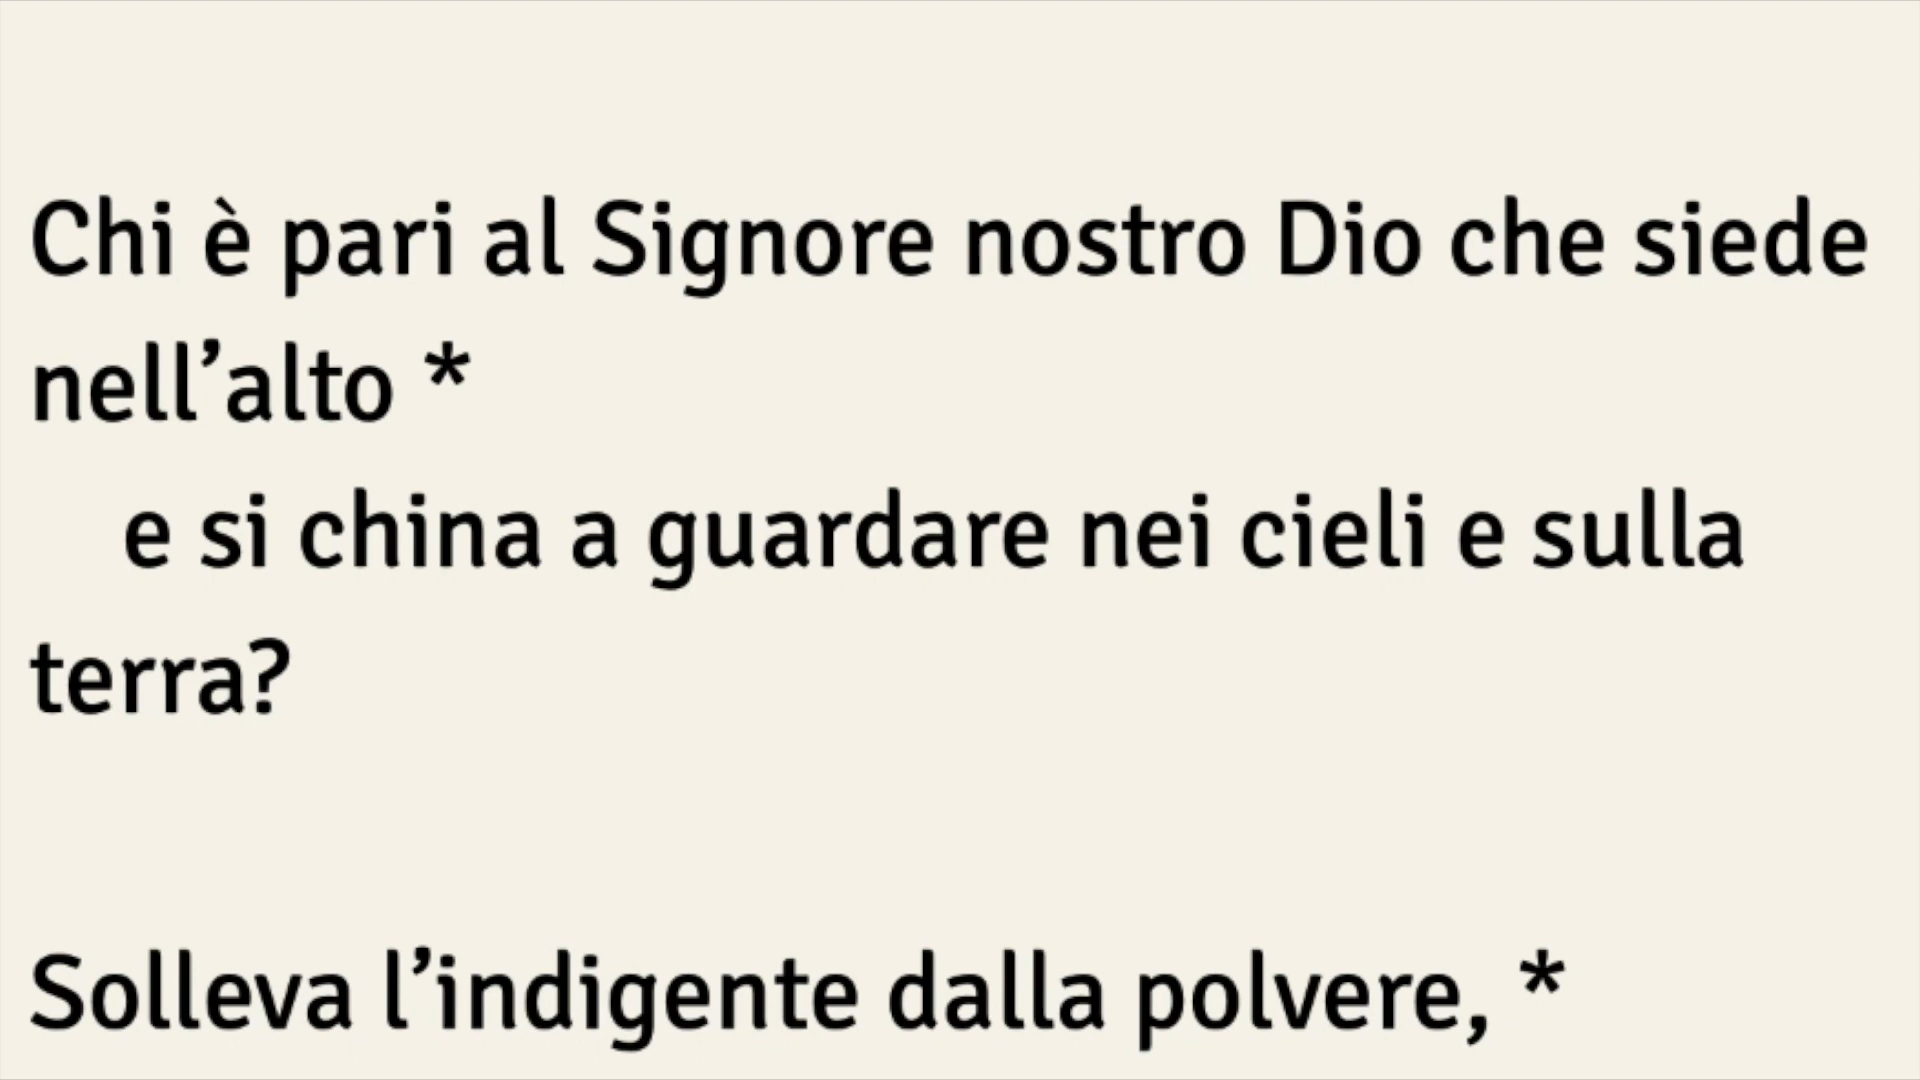 Chi è pari al Signore nostro Dio che siede
nell’alto *
e si china a guardare nei cieli e sulla
terra?
Solleva l’indigente dalla polvere, *